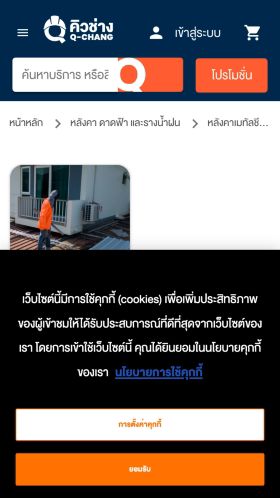 คิวช่าง
Q-CHANG
เข้าสู่ระบบ
ค้นหาบริการ หรือสิ
โปรโมชั่น
หน้าหลัก > หลังคา ดาดฟ้า และรางน้ำฝน > หลังคาเมทัลชี...
เว็บไซต์นี้มีการใช้คุกกี้ (cookies) เพื่อเพิ่มประสิทธิภาพ
ของผู้เข้าชมให้ได้รับประสบการณ์ที่ดีที่สุดจากเว็บไซต์ของ
เรา โดยการเข้าใช้เว็บไซต์นี้ คุณได้ยินยอมในนโยบายคุกกี้
ของเรา นโยบายการใช้คุกกี้
การตั้งค่าคุกกี้
ยอมรับ